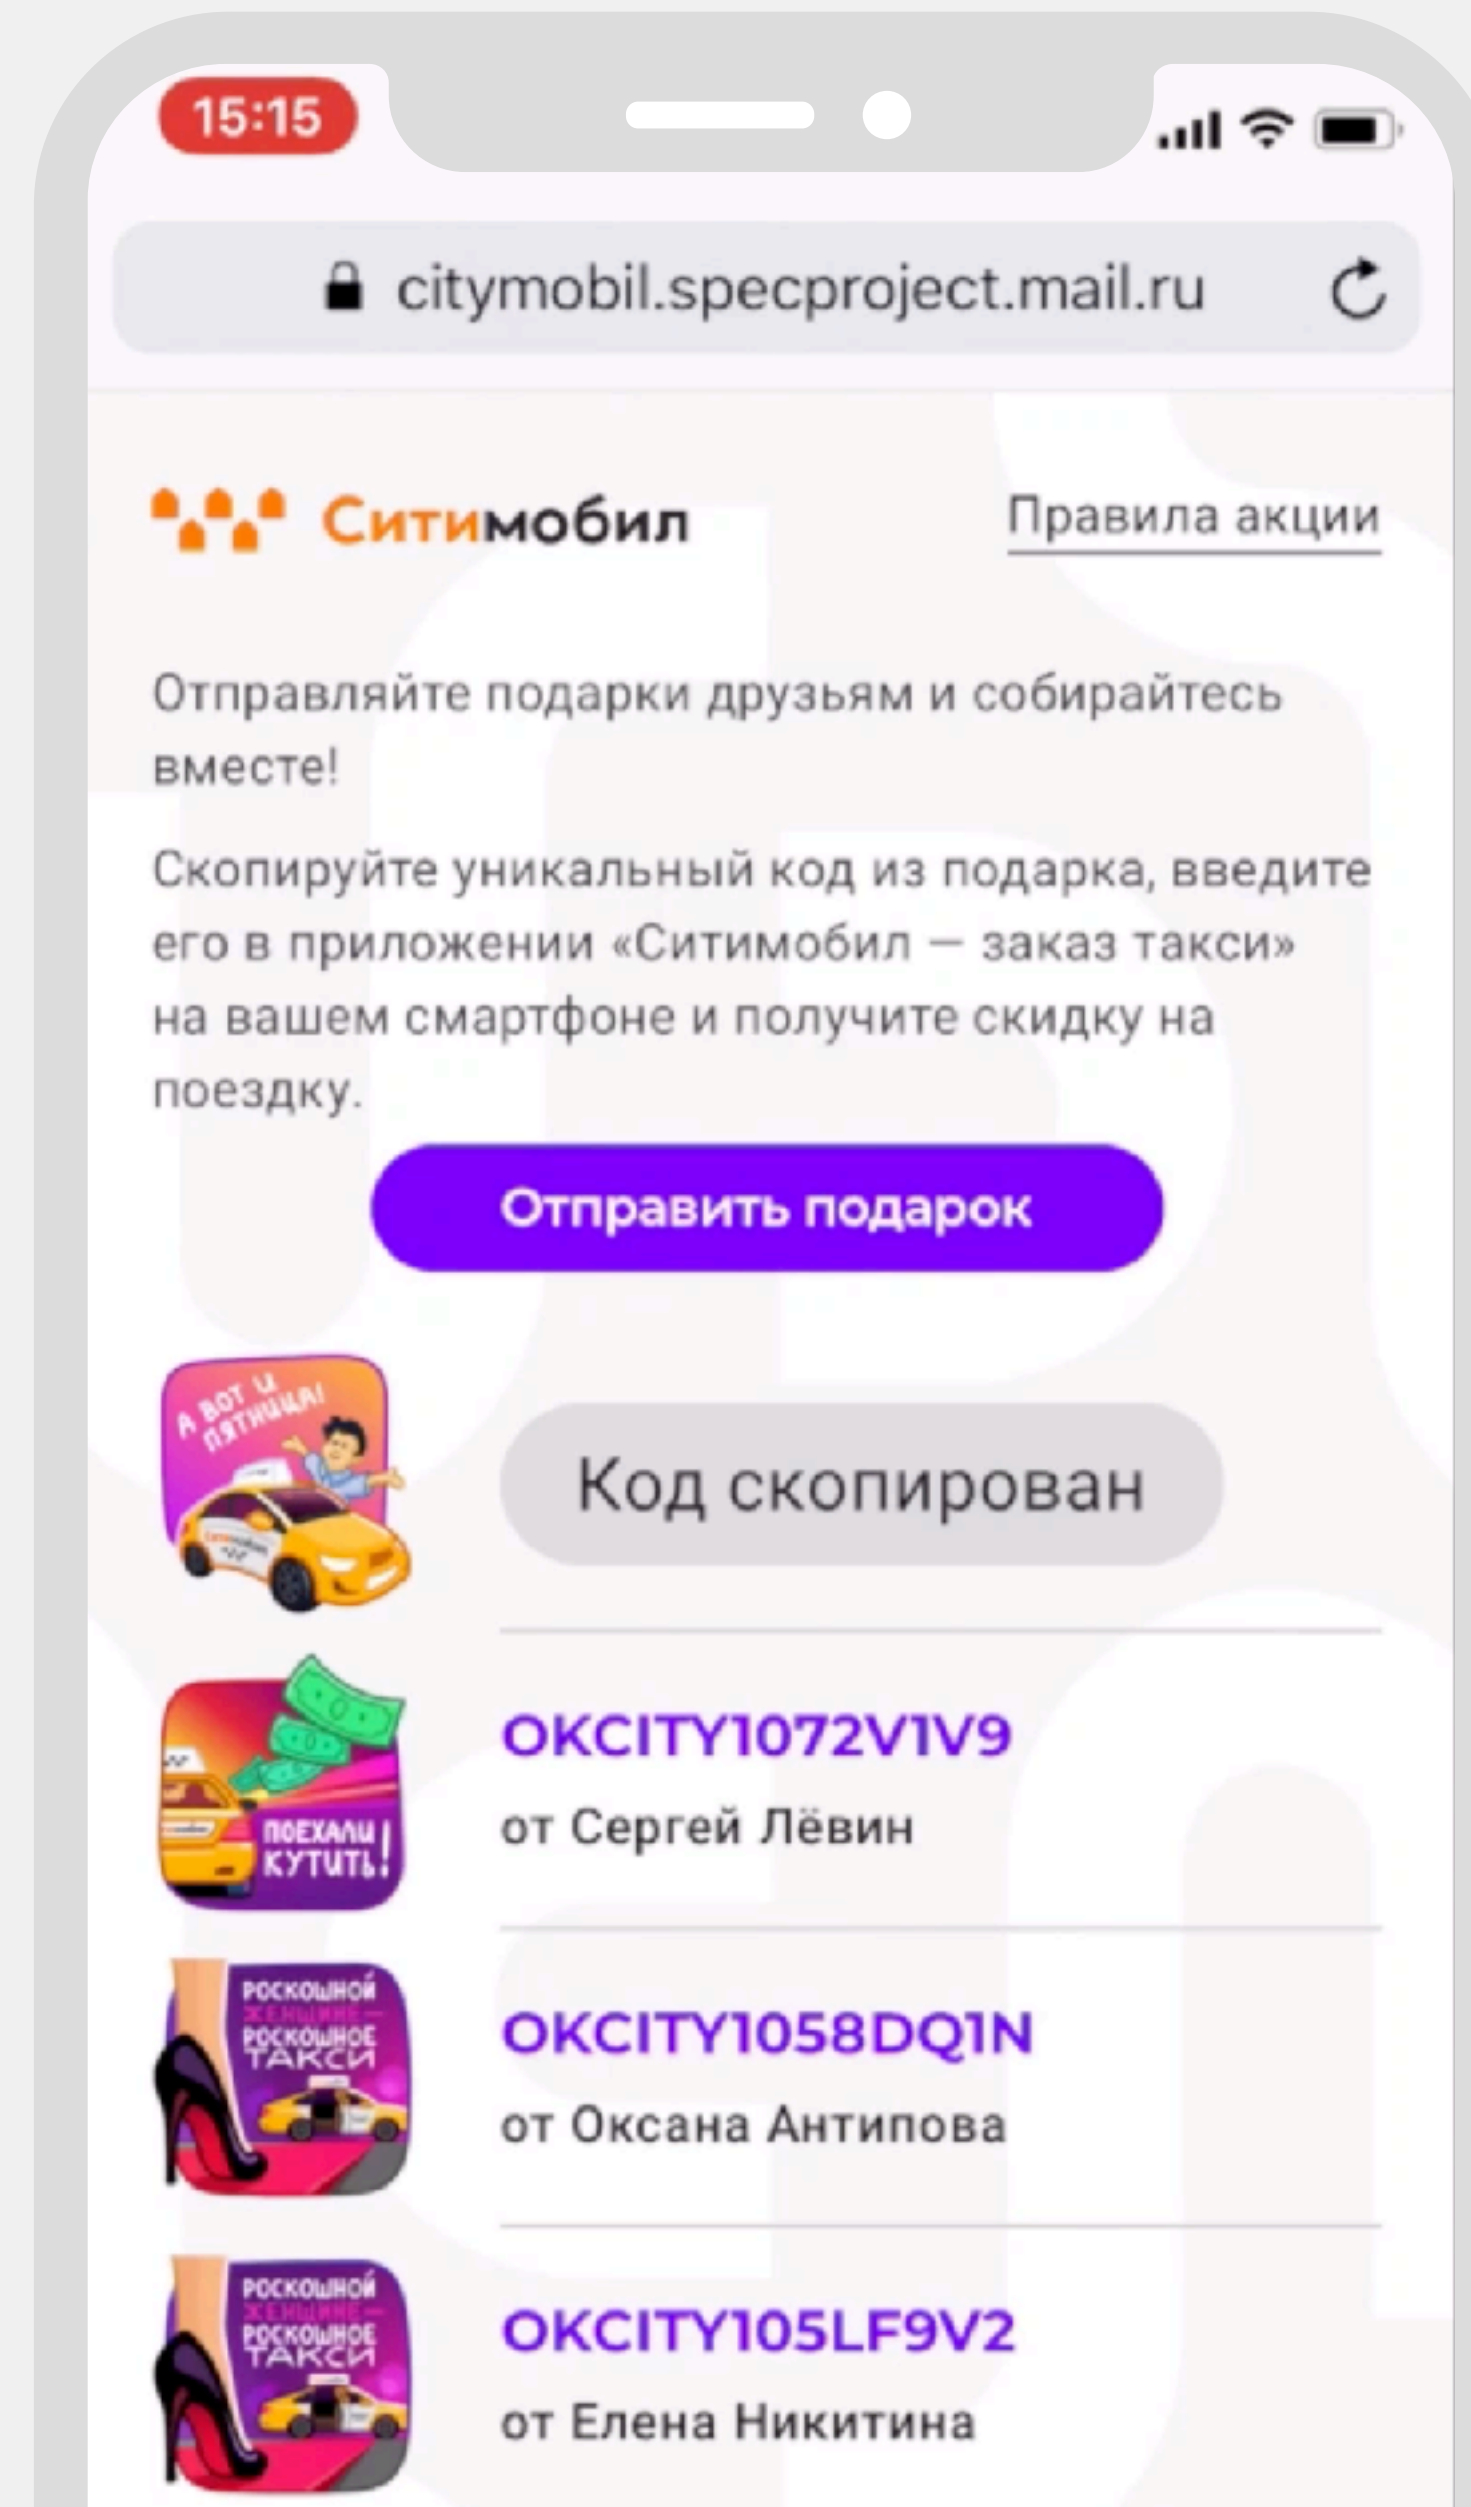 15:15
citymobil.specproject.mail.ru
Ситимобил
Правила акции
Отправляйте подарки друзьям и собирайтесь
вместе!
Скопируйте уникальный код из подарка, введите
его в приложении «Ситимобил — заказ такси»
на вашем смартфоне и получите скидку на
поездку.
Отправить подарок
А ВОТ И
ПЯТНИЦА!
Код скопирован
ПОЕХАЛИ
КУТИТЬ!
OKCITY1072V1V9
от Сергей Лёвин
РОСКОШНОЙ
ЖЕНЩИНЕ—
РОСКОШНОЕ
ТАКСИ
OKCITY1058DQ1N
от Оксана Антипова
РОСКОШНОЙ
ЖЕНЩИНЕ—
РОСКОШНОЕ
ТАКСИ
OKCITY105LF9V2
от Елена Никитина